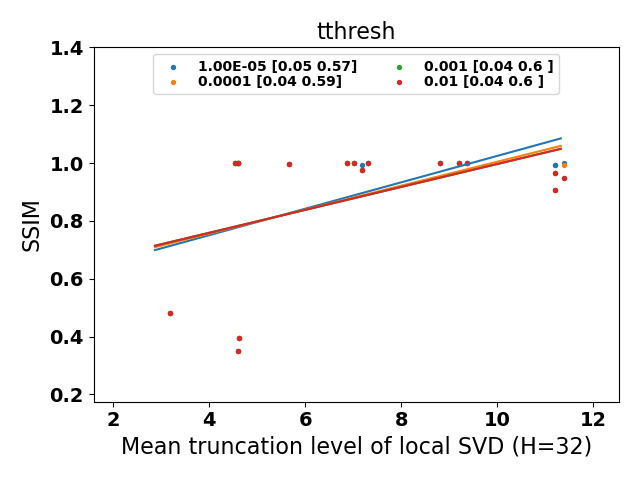 tthresh
1.00E-05 [0.05 0.57]
0.0001 [0.04 0.59]
0.001 [0.04 0.6 ]
0.01 [0.04 0.6 ]
1.4
1.2
1.0
0.8
0.6
0.4
0.2
SSIM
2 4 6 8 10 12
Mean truncation level of local SVD (H=32)